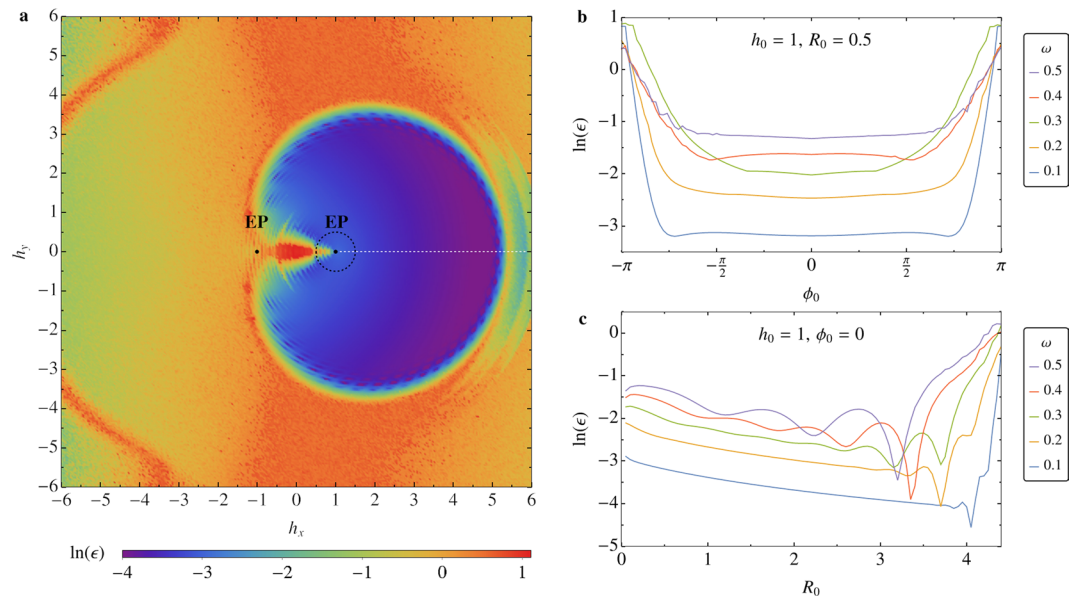 a
6
5
4
3
2
1
0
−1
−2
−3
−4
−5
−6
h_y
EP
EP
−6 −5 −4 −3 −2 −1 0 1 2 3 4 5 6
h_x
ln(ϵ)
−4 −3 −2 −1 0 1
b
h₀ = 1, R₀ = 0.5
1
0
−1
−2
−3
ln(ϵ)
−π −π/2 0 π/2 π
ϕ₀
ω
0.5
0.4
0.3
0.2
0.1
c
h₀ = 1, ϕ₀ = 0
0
−1
−2
−3
−4
−5
ln(ϵ)
0 1 2 3 4
R₀
ω
0.5
0.4
0.3
0.2
0.1